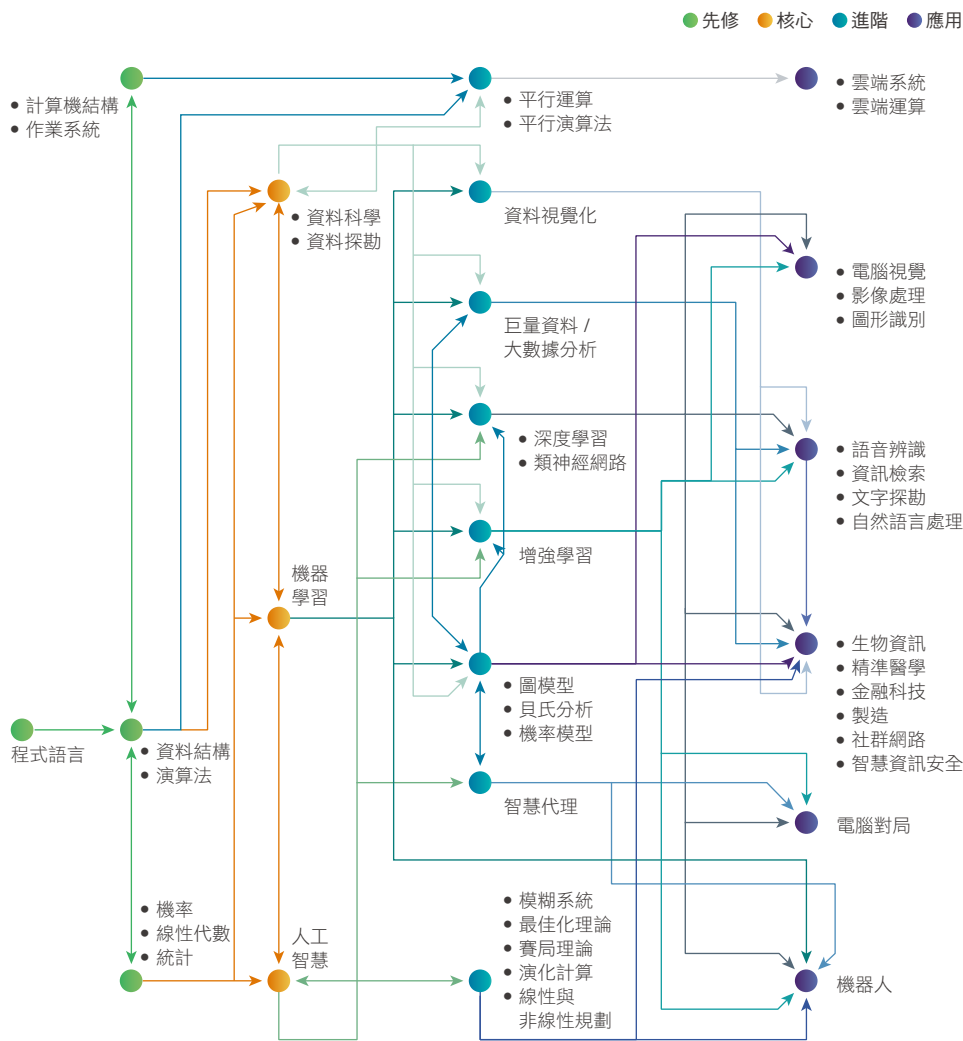 先修
核心
進階
應用
• 計算機結構
• 作業系統
• 平行運算
• 平行演算法
• 雲端系統
• 雲端運算
• 資料科學
• 資料探勘
資料視覺化
• 電腦視覺
• 影像處理
• 圖形識別
巨量資料 /
大數據分析
• 深度學習
• 類神經網路
• 語音辨識
• 資訊檢索
• 文字探勘
• 自然語言處理
增強學習
機器
學習
• 圖模型
• 貝氏分析
• 機率模型
• 生物資訊
• 精準醫學
• 金融科技
• 製造
• 社群網路
• 智慧資訊安全
程式語言
• 資料結構
• 演算法
智慧代理
電腦對局
• 機率
• 線性代數
• 統計
人工
智慧
• 模糊系統
• 最佳化理論
• 賽局理論
• 演化計算
• 線性與
非線性規劃
機器人